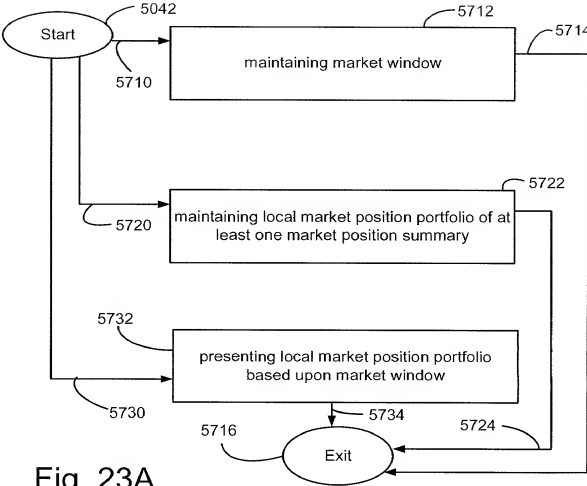 5042
Start
5710
5712
maintaining market window
5714
5720
5722
maintaining local market position portfolio of at
least one market position summary
5732
presenting local market position portfolio
based upon market window
5730
5734
5716
Exit
5724
Fig. 23A